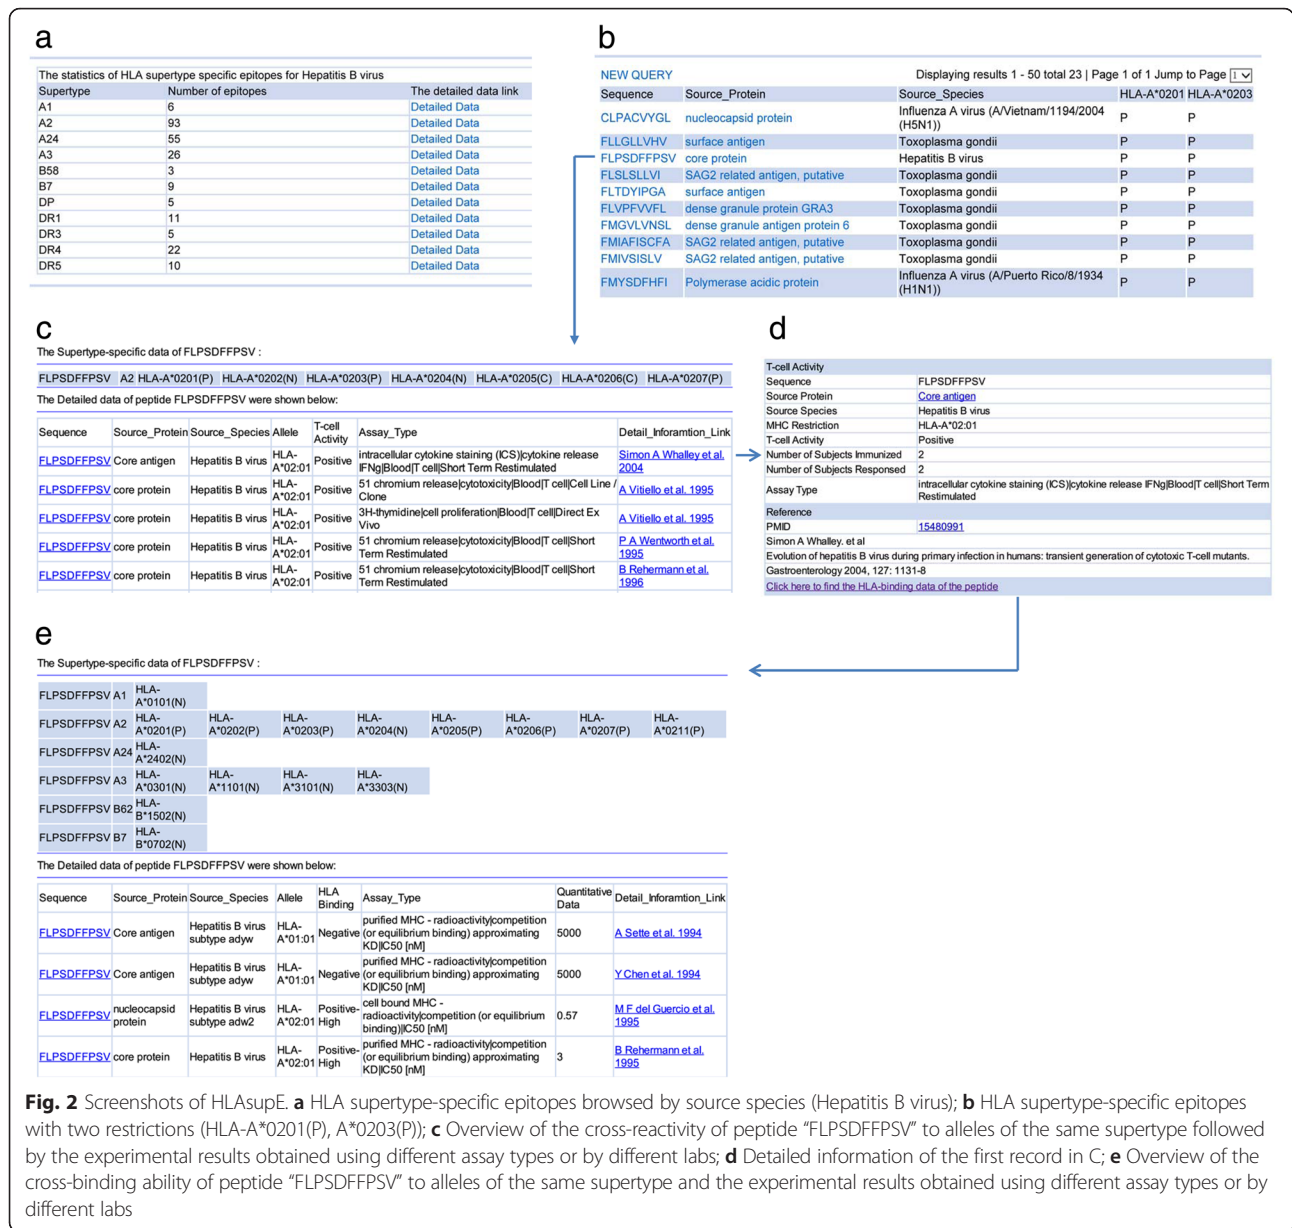 a
The statistics of HLA supertype specific epitopes for Hepatitis B virus
Supertype Number of epitopes The detailed data link
A1 6 Detailed Data
A2 93 Detailed Data
A24 55 Detailed Data
A3 26 Detailed Data
B58 3 Detailed Data
B7 9 Detailed Data
DP 5 Detailed Data
DR1 11 Detailed Data
DR3 5 Detailed Data
DR4 22 Detailed Data
DR5 10 Detailed Data
b
NEW QUERY Displaying results 1 - 50 total 23 | Page 1 of 1 Jump to Page 1
Sequence Source_Protein Source_Species HLA-A*0201 HLA-A*0203
CLPACVYGL nucleocapsid protein Influenza A virus (A/Vietnam/1194/2004 (H5N1)) P P
FLLGLLVHV surface antigen Toxoplasma gondii P P
FLPSDFFPSV core protein Hepatitis B virus P P
FLSLSLLVI SAG2 related antigen, putative Toxoplasma gondii P P
FLTDYIPGA surface antigen Toxoplasma gondii P P
FLVPFVVFL dense granule protein GRA3 Toxoplasma gondii P P
FMGVLVNSL dense granule antigen protein 6 Toxoplasma gondii P P
FMIAFISCFA SAG2 related antigen, putative Toxoplasma gondii P P
FMIVSISLV SAG2 related antigen, putative Toxoplasma gondii P P
FMYSDFHFI Polymerase acidic protein Influenza A virus (A/Puerto Rico/8/1934 (H1N1)) P P
c
The Supertype-specific data of FLPSDFFPSV :
FLPSDFFPSV A2 HLA-A*0201(P) HLA-A*0202(N) HLA-A*0203(P) HLA-A*0204(N) HLA-A*0205(C) HLA-A*0206(C) HLA-A*0207(P)
The Detailed data of peptide FLPSDFFPSV were shown below:
Sequence Source_Protein Source_Species Allele T-cell Activity Assay_Type Detail_Inforamtion_Link
FLPSDFFPSV Core antigen Hepatitis B virus HLA-A*02:01 Positive intracellular cytokine staining (ICS)|cytokine release IFNg|Blood|T cell|Short Term Restimulated Simon A Whalley et al. 2004
FLPSDFFPSV core protein Hepatitis B virus HLA-A*02:01 Positive 51 chromium release|cytotoxicity|Blood|T cell|Cell Line / Clone A Vitiello et al. 1995
FLPSDFFPSV core protein Hepatitis B virus HLA-A*02:01 Positive 3H-thymidine|cell proliferation|Blood|T cell|Direct Ex Vivo A Vitiello et al. 1995
FLPSDFFPSV core protein Hepatitis B virus HLA-A*02:01 Positive 51 chromium release|cytotoxicity|Blood|T cell|Short Term Restimulated P A Wentworth et al. 1995
FLPSDFFPSV core protein Hepatitis B virus HLA-A*02:01 Positive 51 chromium release|cytotoxicity|Blood|T cell|Short Term Restimulated B Rehermann et al. 1996
d
T-cell Activity
Sequence FLPSDFFPSV
Source Protein Core antigen
Source Species Hepatitis B virus
MHC Restriction HLA-A*02:01
T-cell Activity Positive
Number of Subjects Immunized 2
Number of Subjects Responsed 2
Assay Type intracellular cytokine staining (ICS)|cytokine release IFNg|Blood|T cell|Short Term Restimulated
Reference
PMID 15480991
Simon A Whalley. et al
Evolution of hepatitis B virus during primary infection in humans: transient generation of cytotoxic T-cell mutants.
Gastroenterology 2004, 127: 1131-8
Click here to find the HLA-binding data of the peptide
e
The Supertype-specific data of FLPSDFFPSV :
FLPSDFFPSV A1 HLA-A*0101(N)
FLPSDFFPSV A2 HLA-A*0201(P) HLA-A*0202(P) HLA-A*0203(P) HLA-A*0204(N) HLA-A*0205(P) HLA-A*0206(P) HLA-A*0207(P) HLA-A*0211(P)
FLPSDFFPSV A24 HLA-A*2402(N)
FLPSDFFPSV A3 HLA-A*0301(N) HLA-A*1101(N) HLA-A*3101(N) HLA-A*3303(N)
FLPSDFFPSV B62 HLA-B*1502(N)
FLPSDFFPSV B7 HLA-B*0702(N)
The Detailed data of peptide FLPSDFFPSV were shown below:
Sequence Source_Protein Source_Species Allele HLA Binding Assay_Type Quantitative Data Detail_Inforamtion_Link
FLPSDFFPSV Core antigen Hepatitis B virus subtype adyw HLA-A*01:01 Negative purified MHC - radioactivity|competition (or equilibrium binding) approximating KD|IC50 [nM] 5000 A Sette et al. 1994
FLPSDFFPSV Core antigen Hepatitis B virus subtype adyw HLA-A*01:01 Negative purified MHC - radioactivity|competition (or equilibrium binding) approximating KD|IC50 [nM] 5000 Y Chen et al. 1994
FLPSDFFPSV nucleocapsid protein Hepatitis B virus subtype adw2 HLA-A*02:01 Positive-High cell bound MHC - radioactivity|competition (or equilibrium binding)|IC50 [nM] 0.57 M F del Guercio et al. 1995
FLPSDFFPSV core protein Hepatitis B virus HLA-A*02:01 Positive-High purified MHC - radioactivity|competition (or equilibrium binding) approximating KD|IC50 [nM] 3 B Rehermann et al. 1995
Fig. 2 Screenshots of HLAsupE. a HLA supertype-specific epitopes browsed by source species (Hepatitis B virus); b HLA supertype-specific epitopes
with two restrictions (HLA-A*0201(P), A*0203(P)); c Overview of the cross-reactivity of peptide “FLPSDFFPSV” to alleles of the same supertype followed
by the experimental results obtained using different assay types or by different labs; d Detailed information of the first record in C; e Overview of the
cross-binding ability of peptide “FLPSDFFPSV” to alleles of the same supertype and the experimental results obtained using different assay types or by
different labs